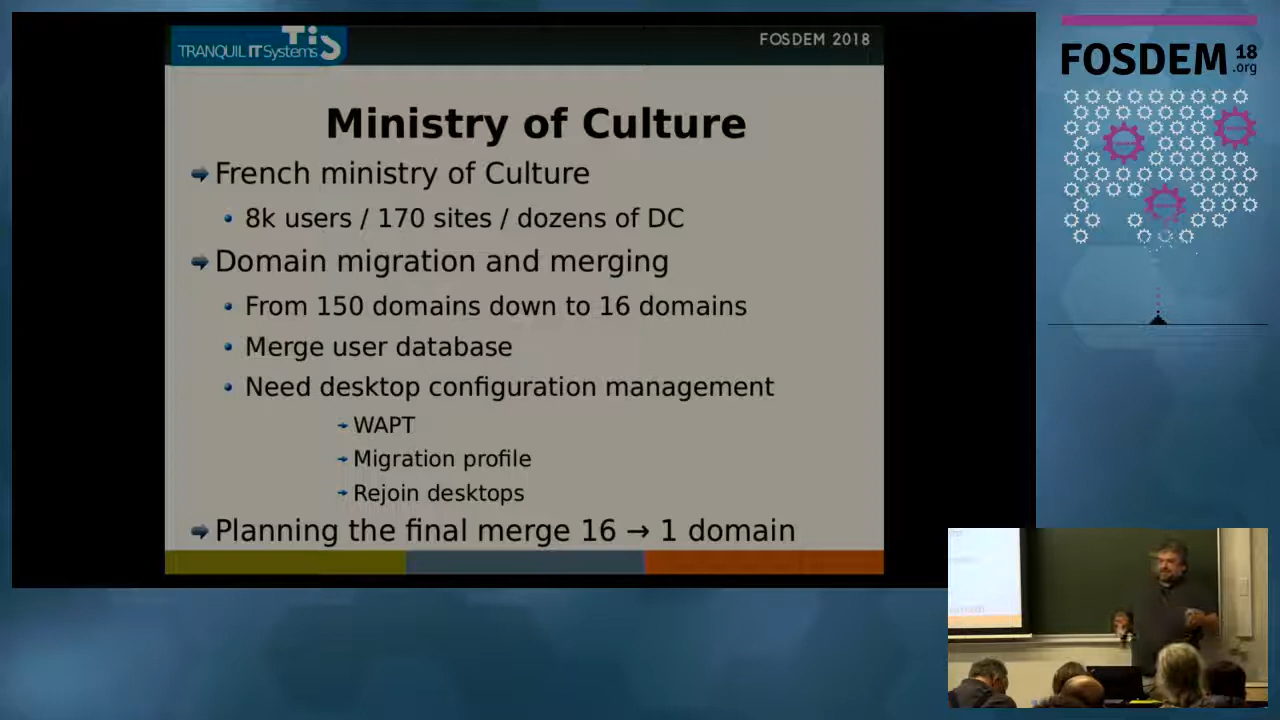 TRANQUIL IT Systems TIS
FOSDEM 2018
Ministry of Culture
French ministry of Culture
8k users / 170 sites / dozens of DC
Domain migration and merging
From 150 domains down to 16 domains
Merge user database
Need desktop configuration management
WAPT
Migration profile
Rejoin desktops
Planning the final merge 16 → 1 domain
FOSDEM 18
.org